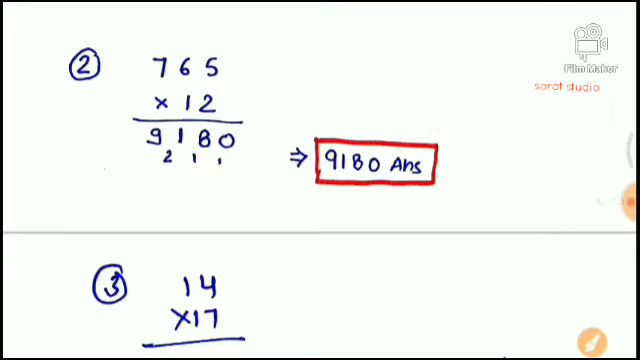 Film Maker
sarat studio
② 765
× 12
9180
2 1 1
⇒ 9180 Ans
③ 14
×17